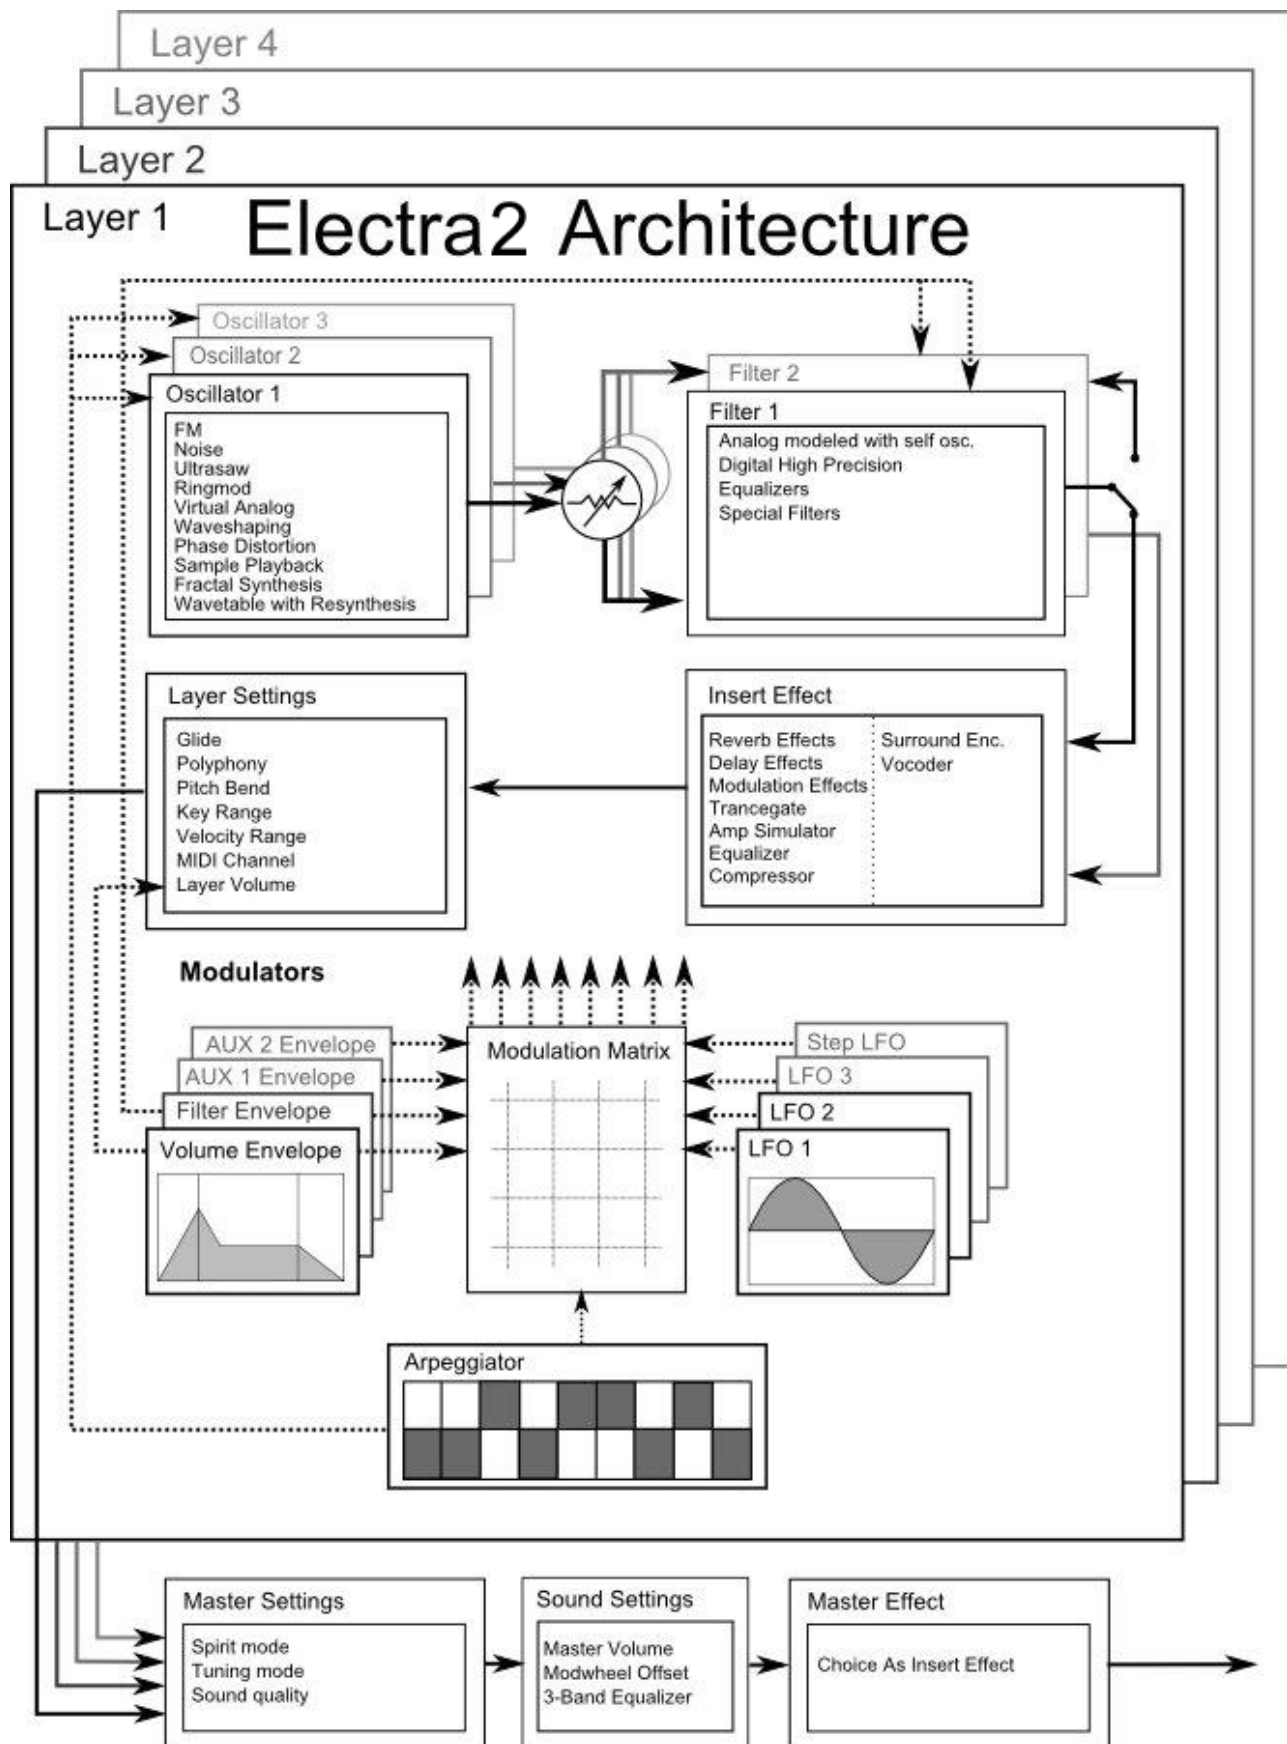 Layer 4
Layer 3
Layer 2
Layer 1
Electra2 Architecture
Oscillator 3
Oscillator 2
Oscillator 1
FM
Noise
Ultrasaw
Ringmod
Virtual Analog
Waveshaping
Phase Distortion
Sample Playback
Fractal Synthesis
Wavetable with Resynthesis
Filter 2
Filter 1
Analog modeled with self osc.
Digital High Precision
Equalizers
Special Filters
Layer Settings
Glide
Polyphony
Pitch Bend
Key Range
Velocity Range
MIDI Channel
Layer Volume
Insert Effect
Reverb Effects
Delay Effects
Modulation Effects
Trancegate
Amp Simulator
Equalizer
Compressor
Surround Enc.
Vocoder
Modulators
AUX 2 Envelope
AUX 1 Envelope
Filter Envelope
Volume Envelope
Modulation Matrix
Step LFO
LFO 3
LFO 2
LFO 1
Arpeggiator
Master Settings
Spirit mode
Tuning mode
Sound quality
Sound Settings
Master Volume
Modwheel Offset
3-Band Equalizer
Master Effect
Choice As Insert Effect